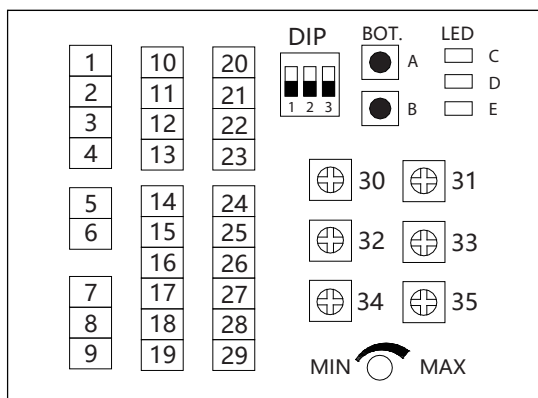 DIP BOT. LED
1 10 20 A C
2 11 21 D
3 12 22 1 2 3 B E
4 13 23
30 31
5 14 24
6 15 25 32 33
16 26
7 17 27 34 35
8 18 28
9 19 29 MIN MAX